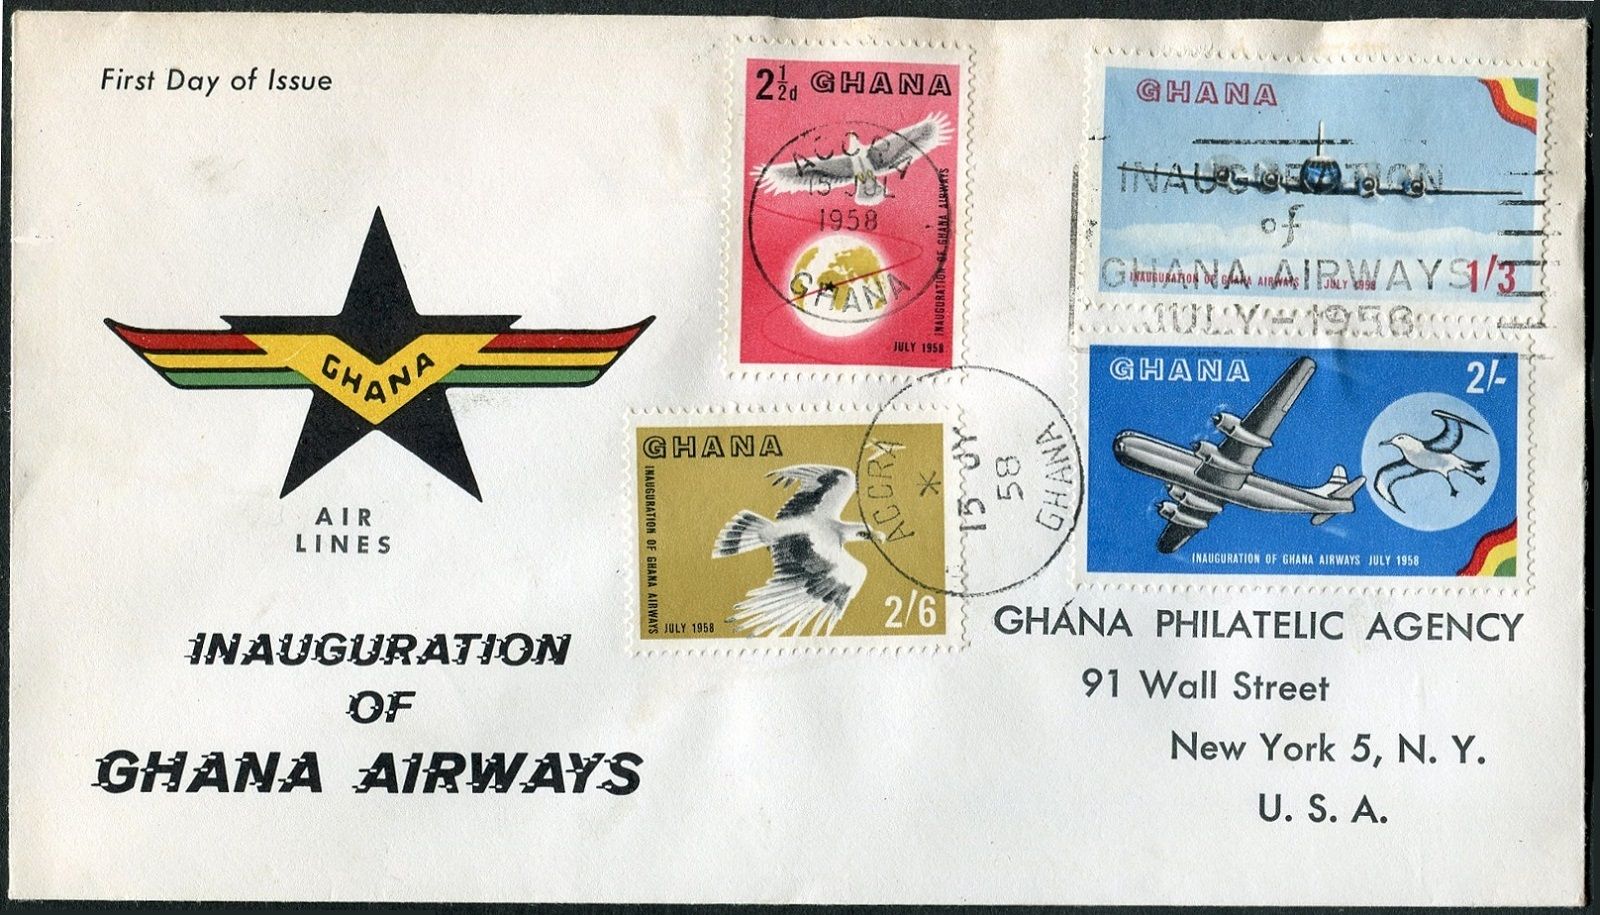 First Day of Issue
GHANA
AIR
LINES
INAUGURATION
OF
GHANA AIRWAYS
2½d GHANA
INAUGURATION OF GHANA AIRWAYS
JULY 1958
ACCRA
15 JUL
1958
GHANA
GHANA
INAUGURATION OF GHANA AIRWAYS JULY 1958
1/3
INAUGURATION
of
GHANA AIRWAYS
JULY-1958
GHANA
INAUGURATION OF GHANA AIRWAYS
JULY 1958
2/6
ACCRA
*
15 JY
58
GHANA
GHANA 2/-
INAUGURATION OF GHANA AIRWAYS JULY 1958
GHANA PHILATELIC AGENCY
91 Wall Street
New York 5, N. Y.
U. S. A.